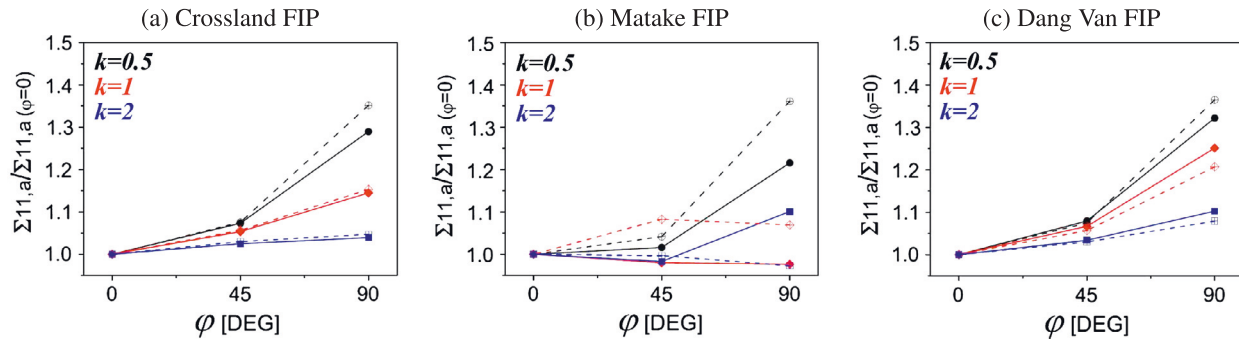 (a) Crossland FIP
(b) Matake FIP
(c) Dang Van FIP
Σ11,a/Σ11,a (φ=0)
1.5
1.4
1.3
1.2
1.1
1.0
k=0.5
k=1
k=2
0
45
90
φ [DEG]
Σ11,a/Σ11,a (φ=0)
1.5
1.4
1.3
1.2
1.1
1.0
k=0.5
k=1
k=2
0
45
90
φ [DEG]
Σ11,a/Σ11,a (φ=0)
1.5
1.4
1.3
1.2
1.1
1.0
k=0.5
k=1
k=2
0
45
90
φ [DEG]